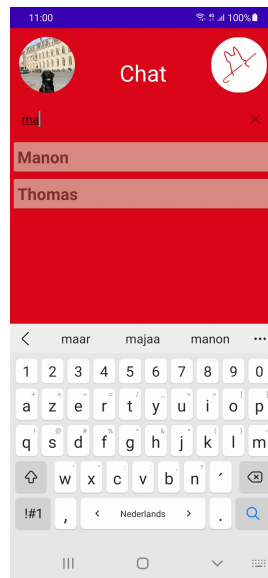 11:00 4G 100%
Chat
ma
Manon
Thomas
maar majaa manon
1 2 3 4 5 6 7 8 9 0
a z e r t y u i o p
q s d f g h j k l m
w x c v b n ´
!#1 , < Nederlands > .